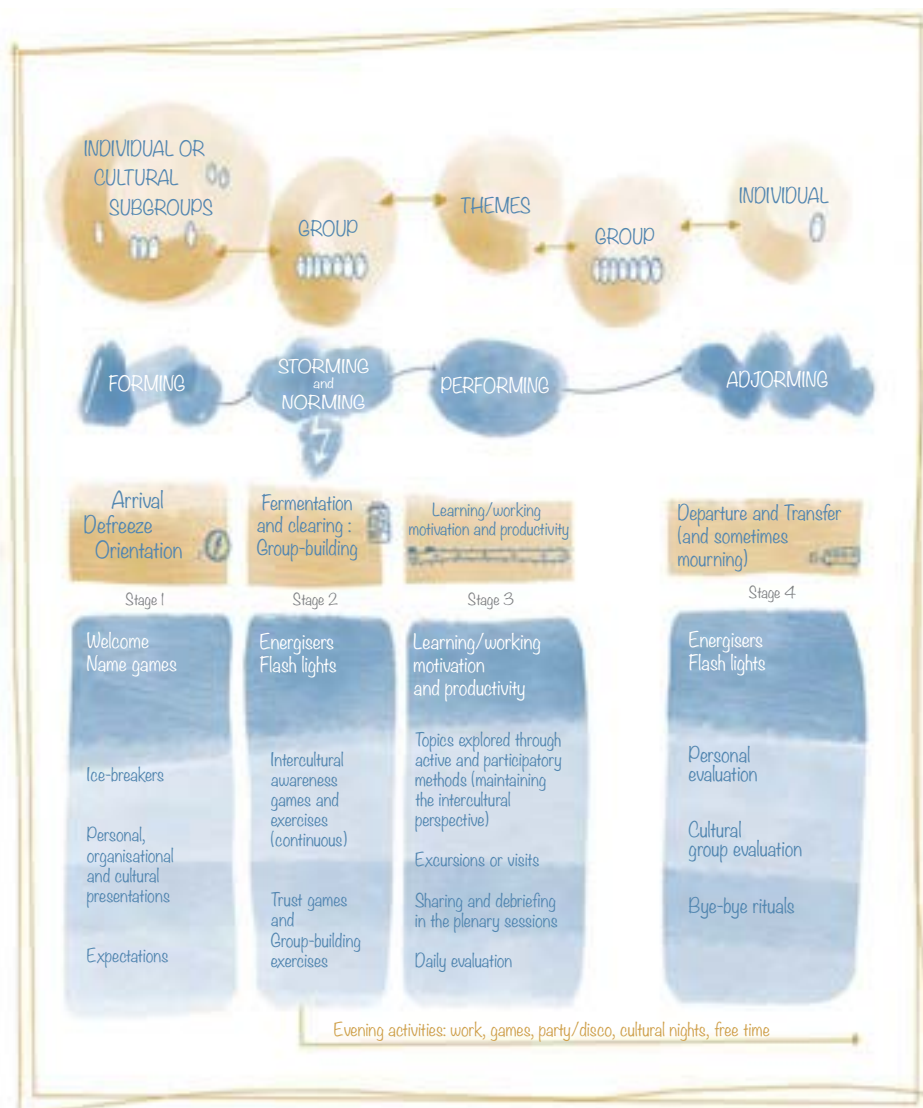 INDIVIDUAL OR
CULTURAL
SUBGROUPS
GROUP
THEMES
GROUP
INDIVIDUAL
FORMING
STORMING
and
NORMING
PERFORMING
ADJORMING
Arrival
Defreeze
Orientation
Fermentation
and clearing :
Group-building
Learning/working
motivation and productivity
Departure and Transfer
(and sometimes
mourning)
Stage 1
Stage 2
Stage 3
Stage 4
Welcome
Name games
Ice-breakers
Personal,
organisational
and cultural
presentations
Expectations
Energisers
Flash lights
Intercultural
awareness
games and
exercises
(continuous)
Trust games
and
Group-building
exercises
Learning/working
motivation
and productivity
Topics explored through
active and participatory
methods (maintaining
the intercultural
perspective)
Excursions or visits
Sharing and debriefing
in the plenary sessions
Daily evaluation
Energisers
Flash lights
Personal
evaluation
Cultural
group evaluation
Bye-bye rituals
Evening activities: work, games, party/disco, cultural nights, free time